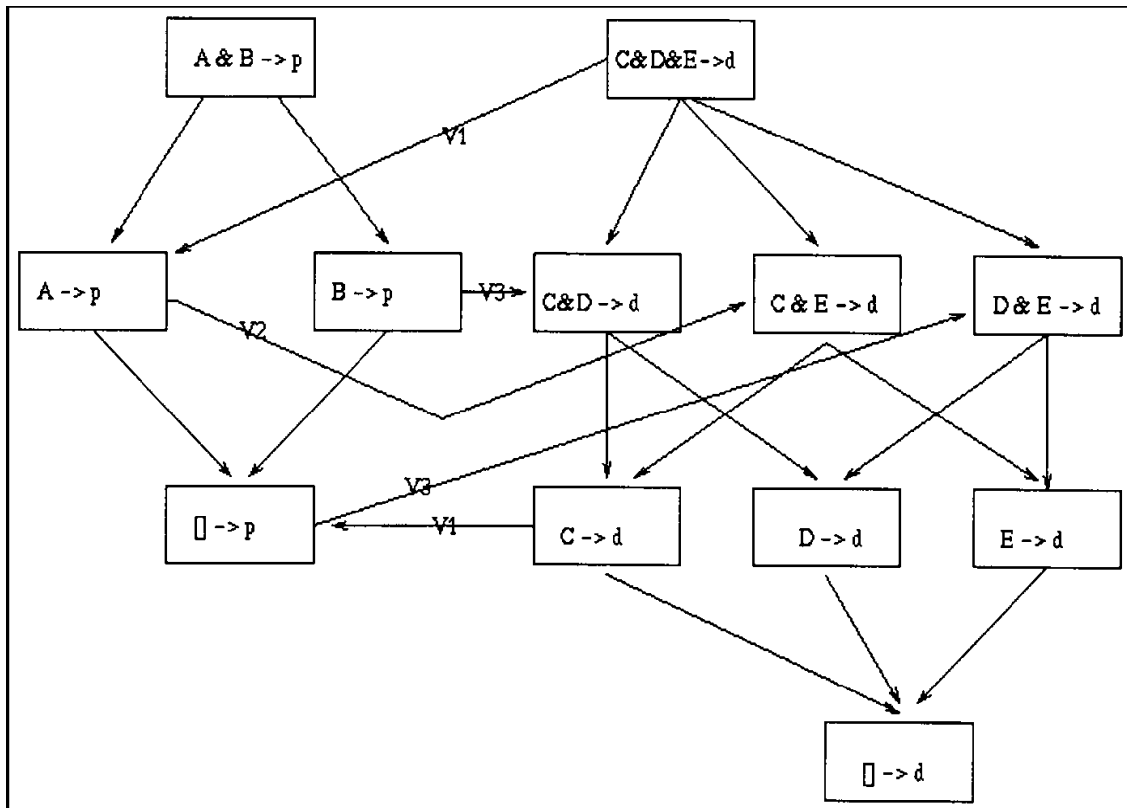 A & B -> p
C&D&E -> d
V1
A -> p
B -> p
V3
C&D -> d
C & E -> d
D & E -> d
V2
V3
[] -> p
V1
C -> d
D -> d
E -> d
[] -> d